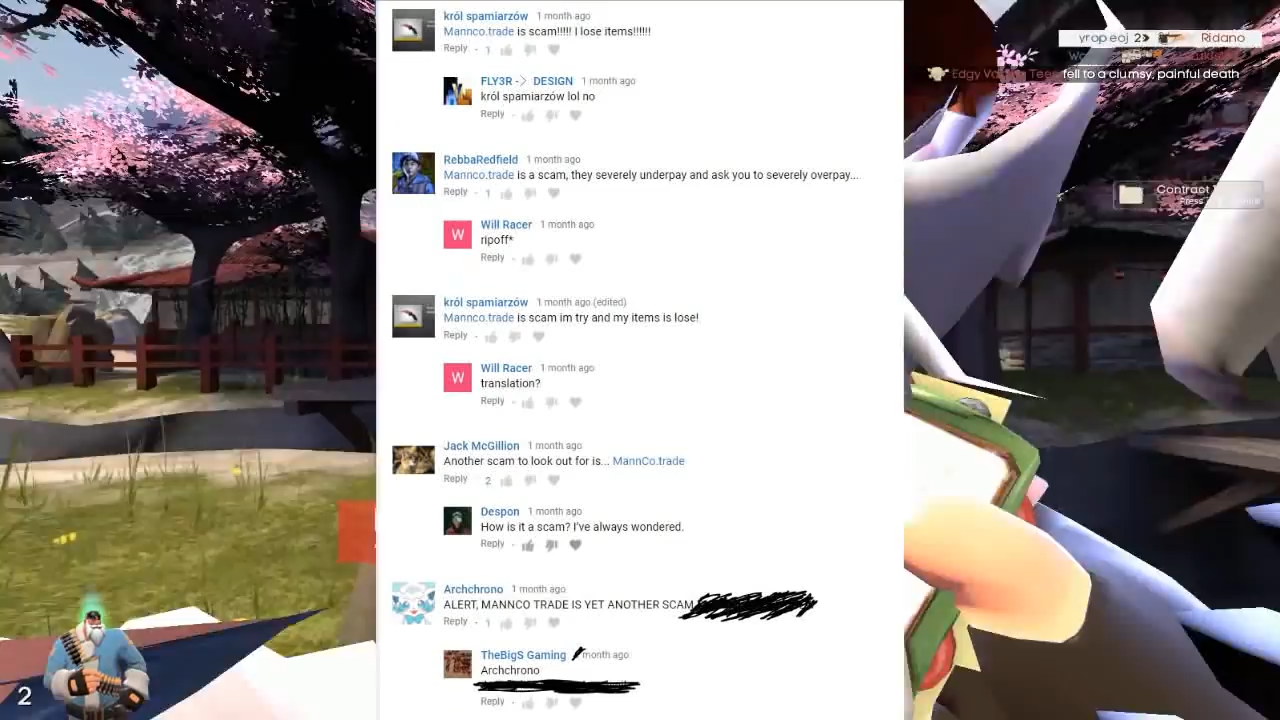 król spamiarzów 1 month ago
Mannco.trade is scam!!!!! I lose items!!!!!!
Reply · 1
FLY3R -> DESIGN 1 month ago
król spamiarzów lol no
Reply ·
RebbaRedfield 1 month ago
Mannco.trade is a scam, they severely underpay and ask you to severely overpay...
Reply · 1
Will Racer 1 month ago
W
ripoff*
Reply ·
król spamiarzów 1 month ago (edited)
Mannco.trade is scam im try and my items is lose!
Reply ·
Will Racer 1 month ago
W
translation?
Reply ·
Jack McGillion 1 month ago
Another scam to look out for is... MannCo.trade
Reply 2
Despon 1 month ago
How is it a scam? I've always wondered.
Reply ·
Archchrono 1 month ago
ALERT, MANNCO TRADE IS YET ANOTHER SCAM
Reply · 1
TheBigS Gaming month ago
Archchrono
Reply ·
yrop eoj 2 Ridano
Edgy fell to a clumsy, painful death
Contract
Press
2